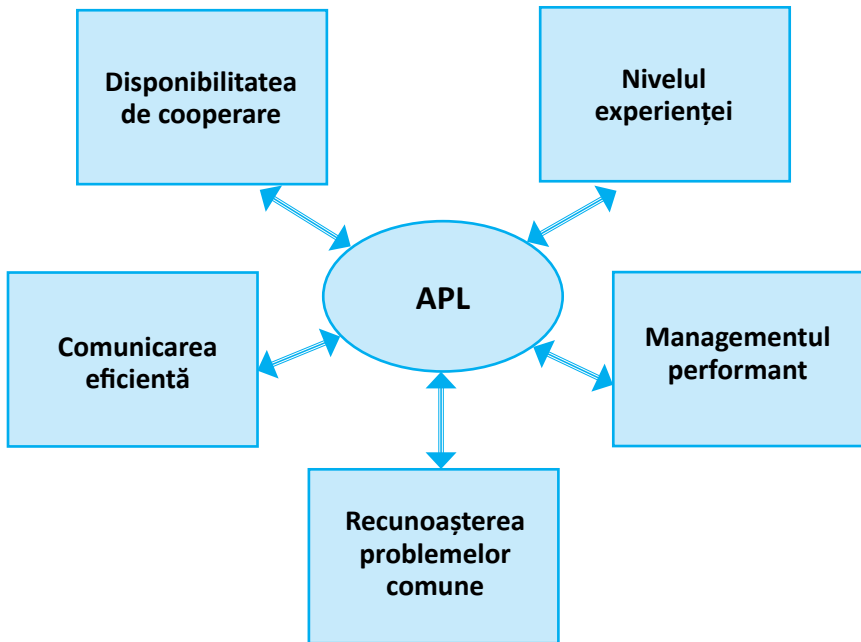 Disponibilitatea
de cooperare
Nivelul
experienței
APL
Comunicarea
eficientă
Managementul
performant
Recunoașterea
problemelor
comune